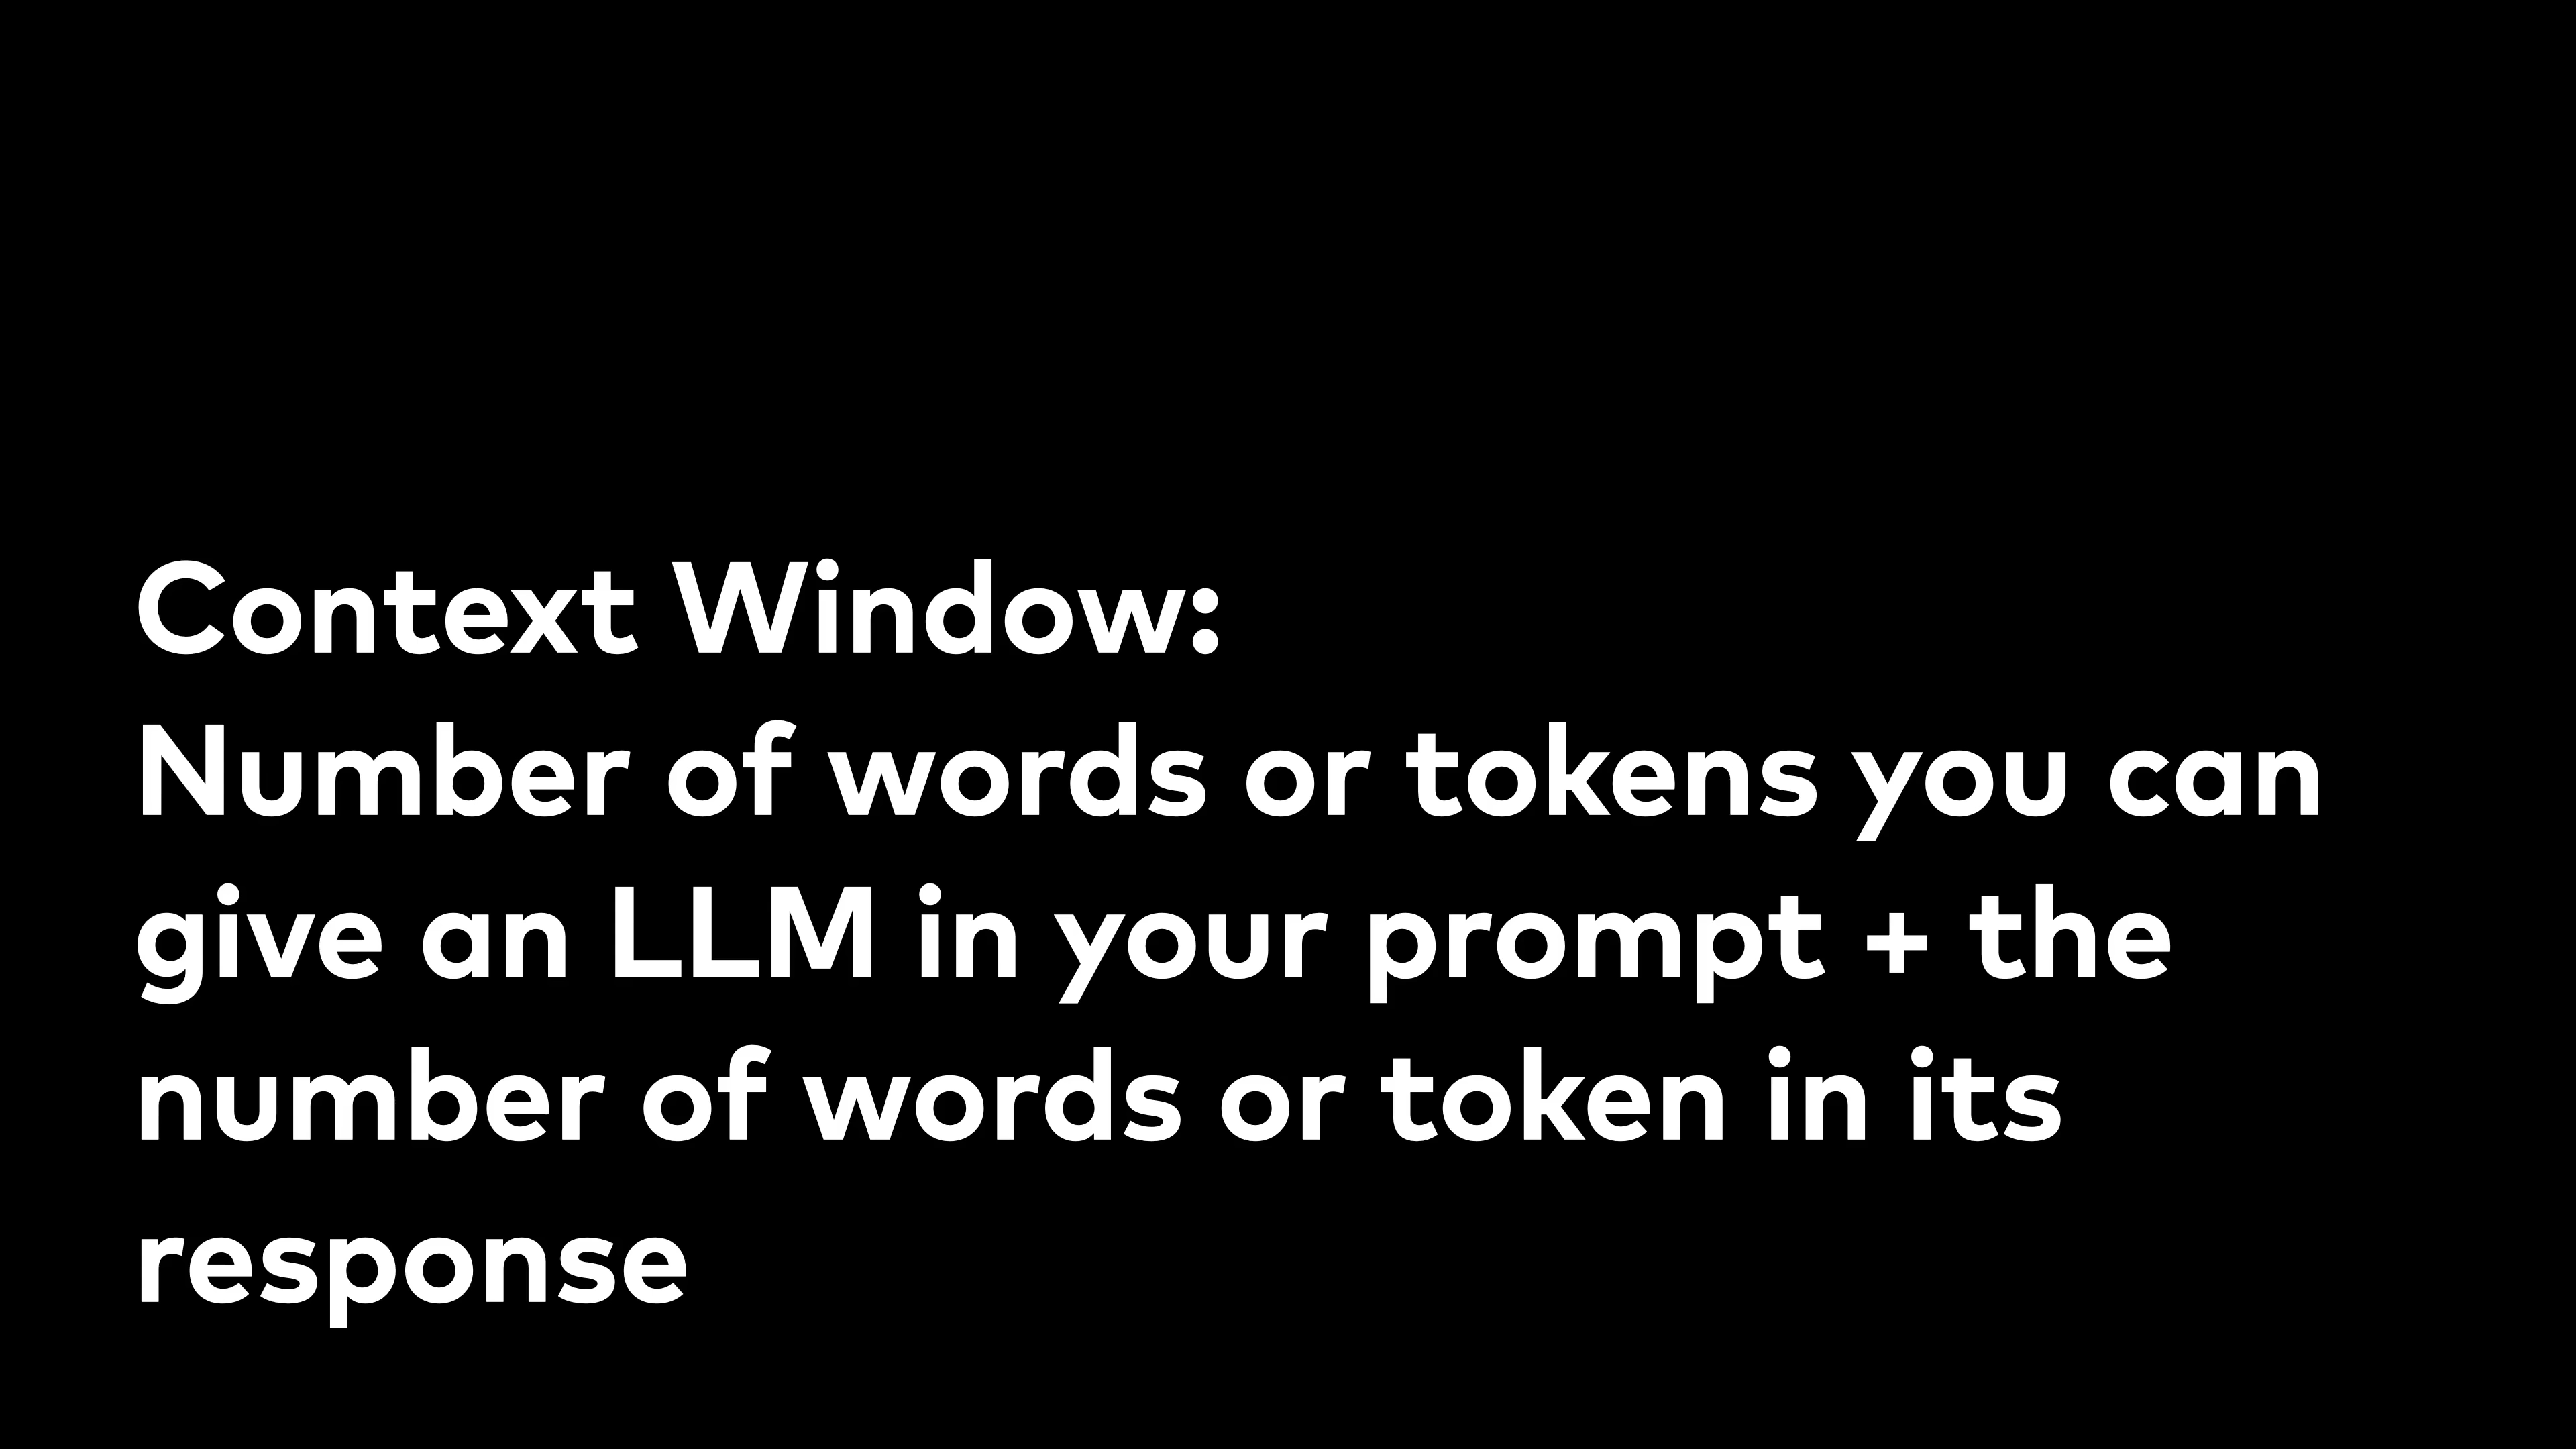 Context Window:
Number of words or tokens you can
give an LLM in your prompt + the
number of words or token in its
response